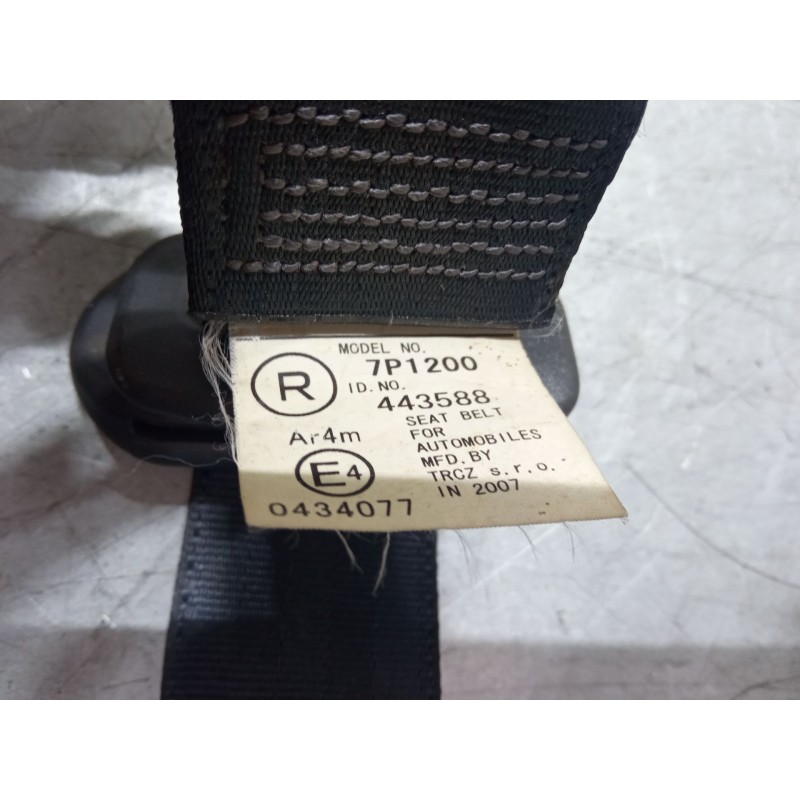 MODEL NO.
7P1200
R
ID.NO.
443588
SEAT BELT
FOR
AUTOMOBILES
MFD.BY
TRCZ s.r.o.
IN 2007
Ar4m
E4
0434077